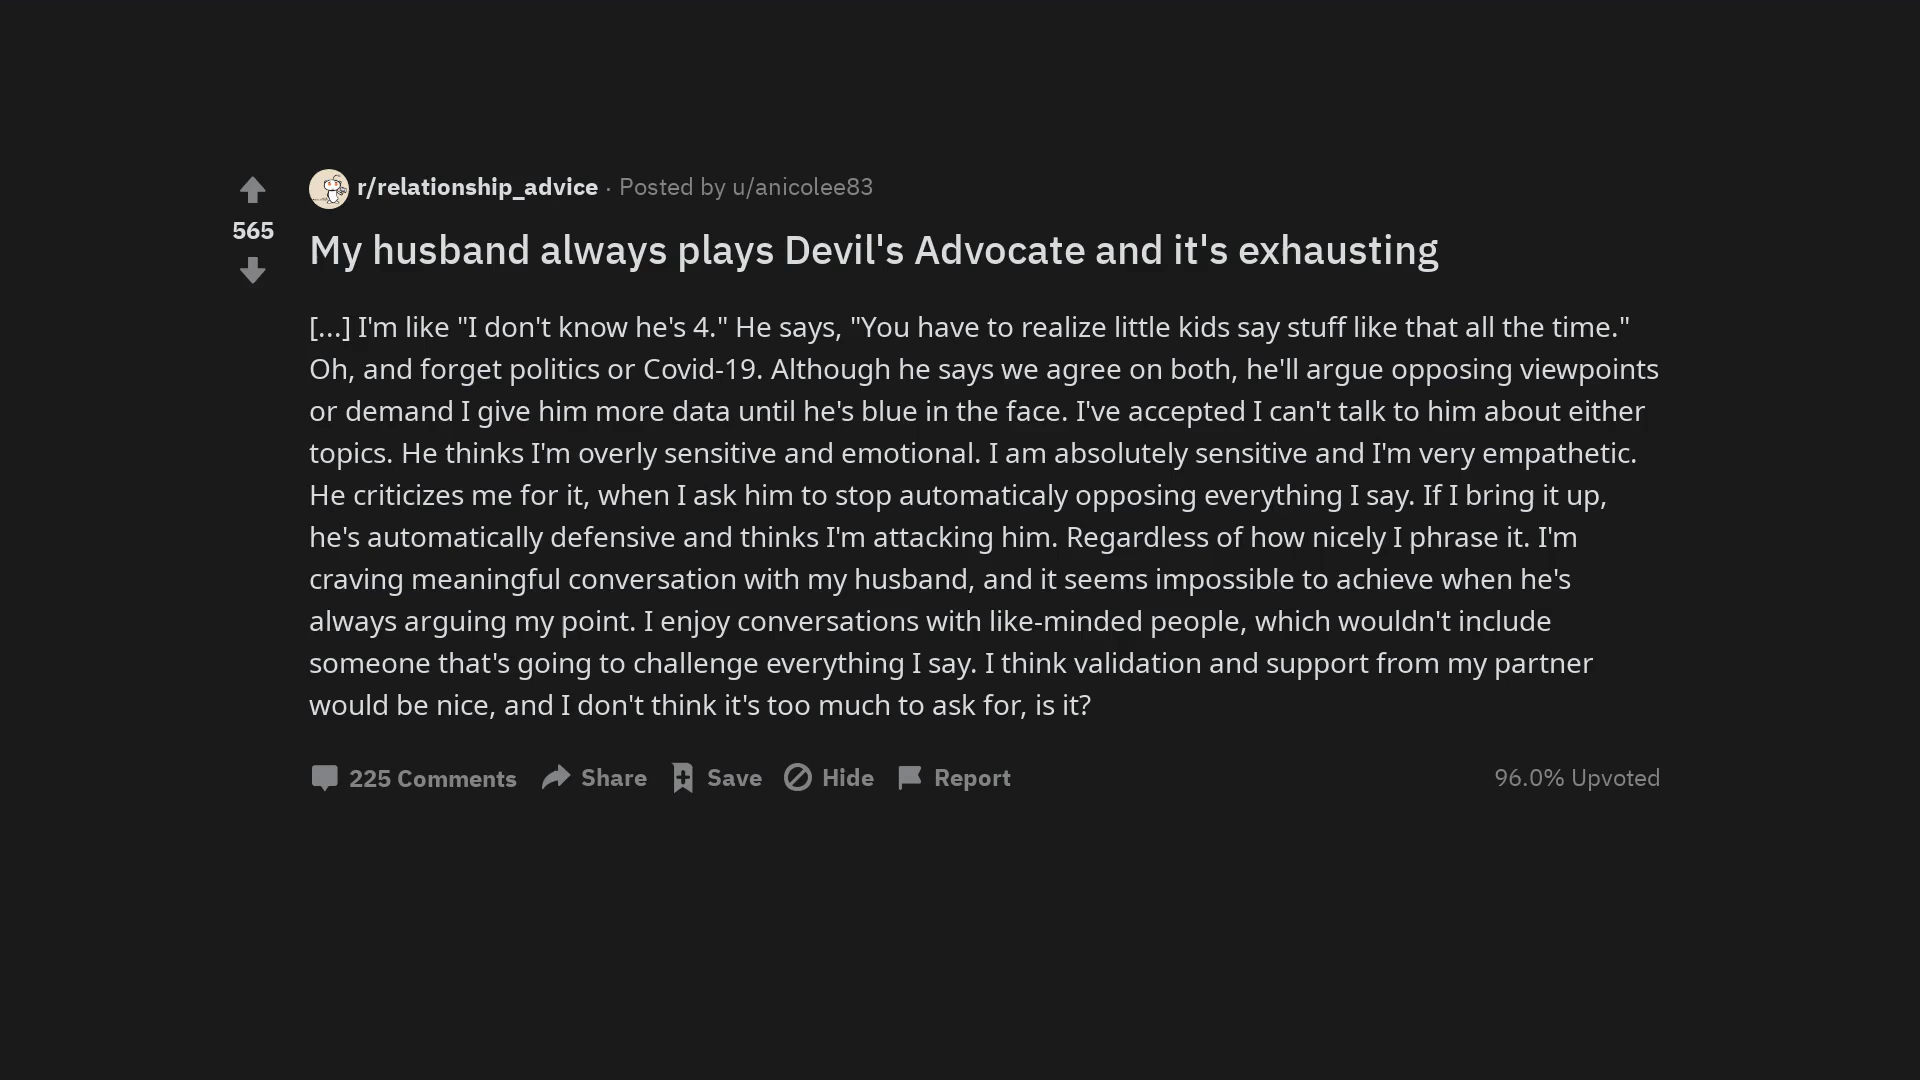 r/relationship_advice · Posted by u/anicolee83
565
My husband always plays Devil's Advocate and it's exhausting
[...] I'm like "I don't know he's 4." He says, "You have to realize little kids say stuff like that all the time."
Oh, and forget politics or Covid-19. Although he says we agree on both, he'll argue opposing viewpoints
or demand I give him more data until he's blue in the face. I've accepted I can't talk to him about either
topics. He thinks I'm overly sensitive and emotional. I am absolutely sensitive and I'm very empathetic.
He criticizes me for it, when I ask him to stop automaticaly opposing everything I say. If I bring it up,
he's automatically defensive and thinks I'm attacking him. Regardless of how nicely I phrase it. I'm
craving meaningful conversation with my husband, and it seems impossible to achieve when he's
always arguing my point. I enjoy conversations with like-minded people, which wouldn't include
someone that's going to challenge everything I say. I think validation and support from my partner
would be nice, and I don't think it's too much to ask for, is it?
225 Comments Share Save Hide Report 96.0% Upvoted